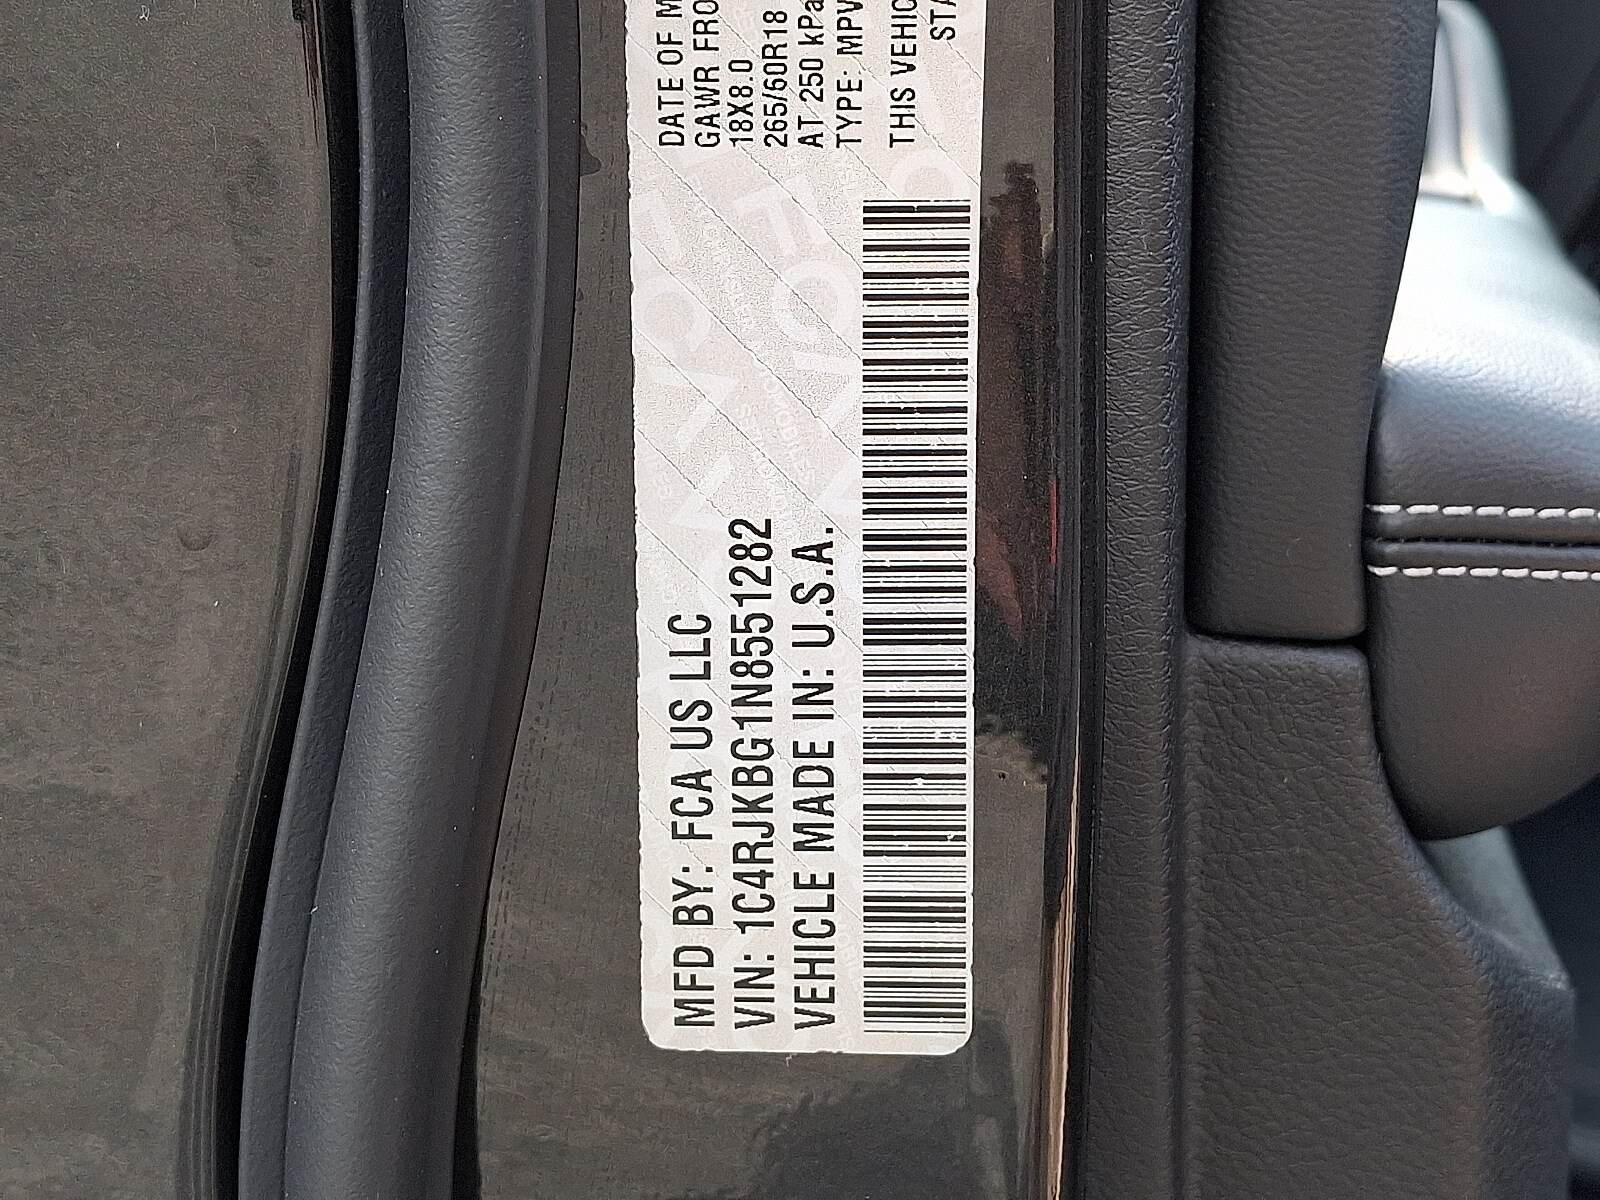 MFD BY: FCA US LLC
VIN: 1C4RJKBG1N8551282
VEHICLE MADE IN: U.S.A.
DATE OF M
GAWR FRO
18X8.0
265/60R18
AT 250 kPa
TYPE: MPV
THIS VEHIC
STA